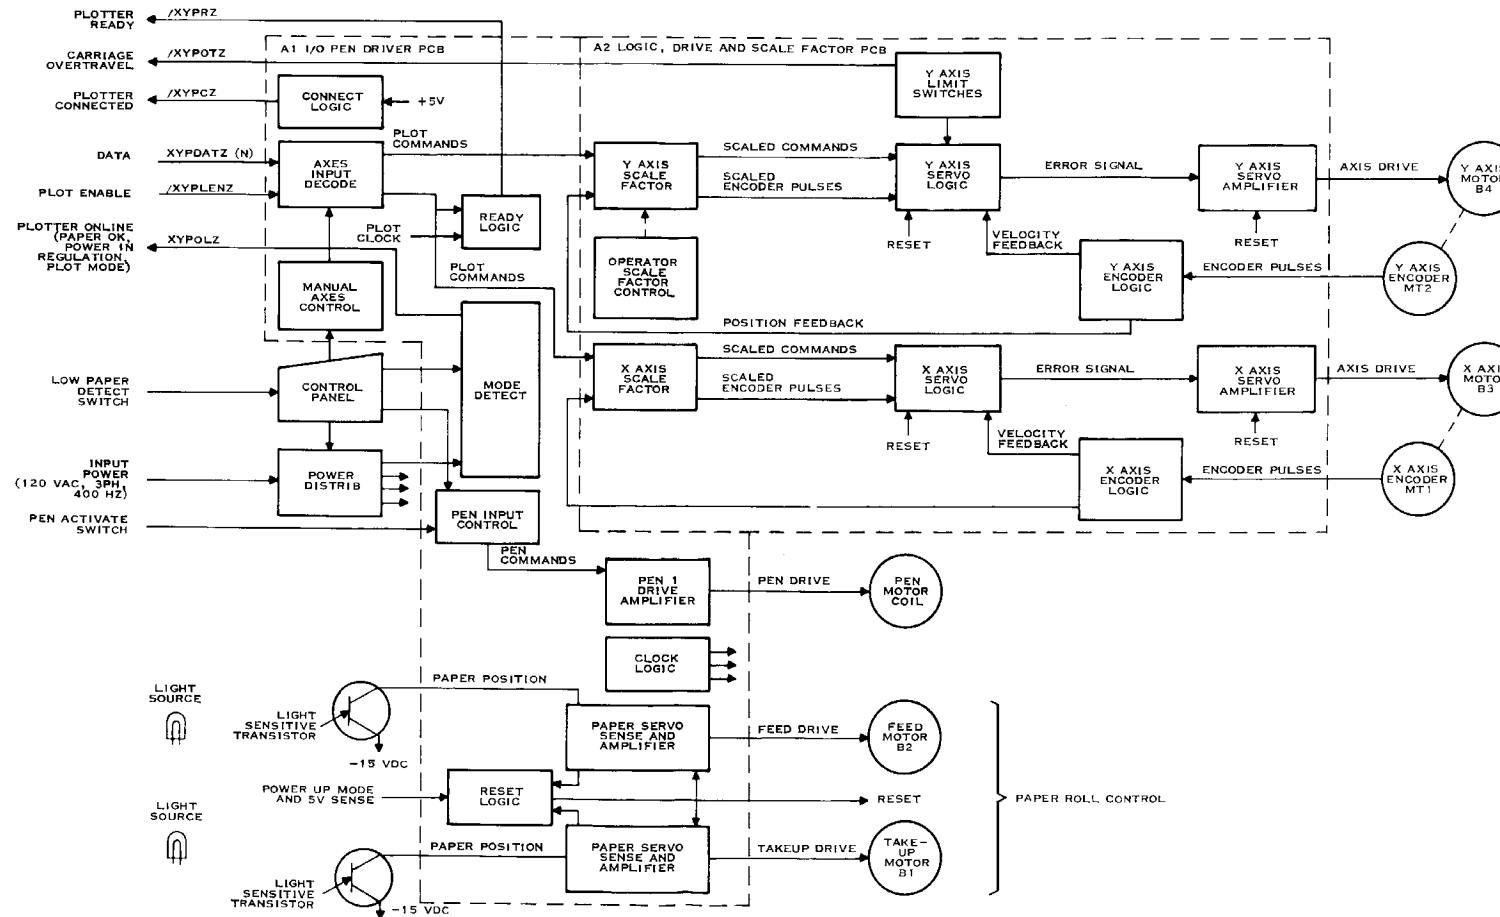 PLOTTER
READY
/XYPRZ
CARRIAGE
OVERTRAVEL
/XYPOTZ
PLOTTER
CONNECTED
/XYPCZ
DATA
XYPDATZ (N)
PLOT ENABLE
/XYPLENZ
PLOTTER ONLINE
(PAPER OK,
POWER IN
REGULATION,
PLOT MODE)
XYPOLZ
LOW PAPER
DETECT
SWITCH
INPUT
POWER
(120 VAC, 3PH,
400 HZ)
PEN ACTIVATE
SWITCH
A1 I/O PEN DRIVER PCB
CONNECT
LOGIC
+5V
AXES
INPUT
DECODE
PLOT
COMMANDS
READY
LOGIC
PLOT
CLOCK
PLOT
COMMANDS
MANUAL
AXES
CONTROL
CONTROL
PANEL
POWER
DISTRIB
MODE
DETECT
PEN INPUT
CONTROL
PEN
COMMANDS
A2 LOGIC, DRIVE AND SCALE FACTOR PCB
Y AXIS
LIMIT
SWITCHES
Y AXIS
SCALE
FACTOR
SCALED COMMANDS
SCALED
ENCODER PULSES
Y AXIS
SERVO
LOGIC
ERROR SIGNAL
Y AXIS
SERVO
AMPLIFIER
AXIS DRIVE
Y AXIS
MOTOR
B4
RESET
RESET
VELOCITY
FEEDBACK
OPERATOR
SCALE
FACTOR
CONTROL
Y AXIS
ENCODER
LOGIC
ENCODER PULSES
Y AXIS
ENCODER
MT2
POSITION FEEDBACK
X AXIS
SCALE
FACTOR
SCALED COMMANDS
SCALED
ENCODER PULSES
X AXIS
SERVO
LOGIC
ERROR SIGNAL
X AXIS
SERVO
AMPLIFIER
AXIS DRIVE
X AXIS
MOTOR
B3
RESET
RESET
VELOCITY
FEEDBACK
X AXIS
ENCODER
LOGIC
ENCODER PULSES
X AXIS
ENCODER
MT1
PEN 1
DRIVE
AMPLIFIER
PEN DRIVE
PEN
MOTOR
COIL
CLOCK
LOGIC
LIGHT
SOURCE
LIGHT
SENSITIVE
TRANSISTOR
-15 VDC
PAPER POSITION
PAPER SERVO
SENSE AND
AMPLIFIER
FEED DRIVE
FEED
MOTOR
B2
POWER UP MODE
AND 5V SENSE
RESET
LOGIC
RESET
PAPER ROLL CONTROL
LIGHT
SOURCE
LIGHT
SENSITIVE
TRANSISTOR
-15 VDC
PAPER POSITION
PAPER SERVO
SENSE AND
AMPLIFIER
TAKEUP DRIVE
TAKE-
UP
MOTOR
B1